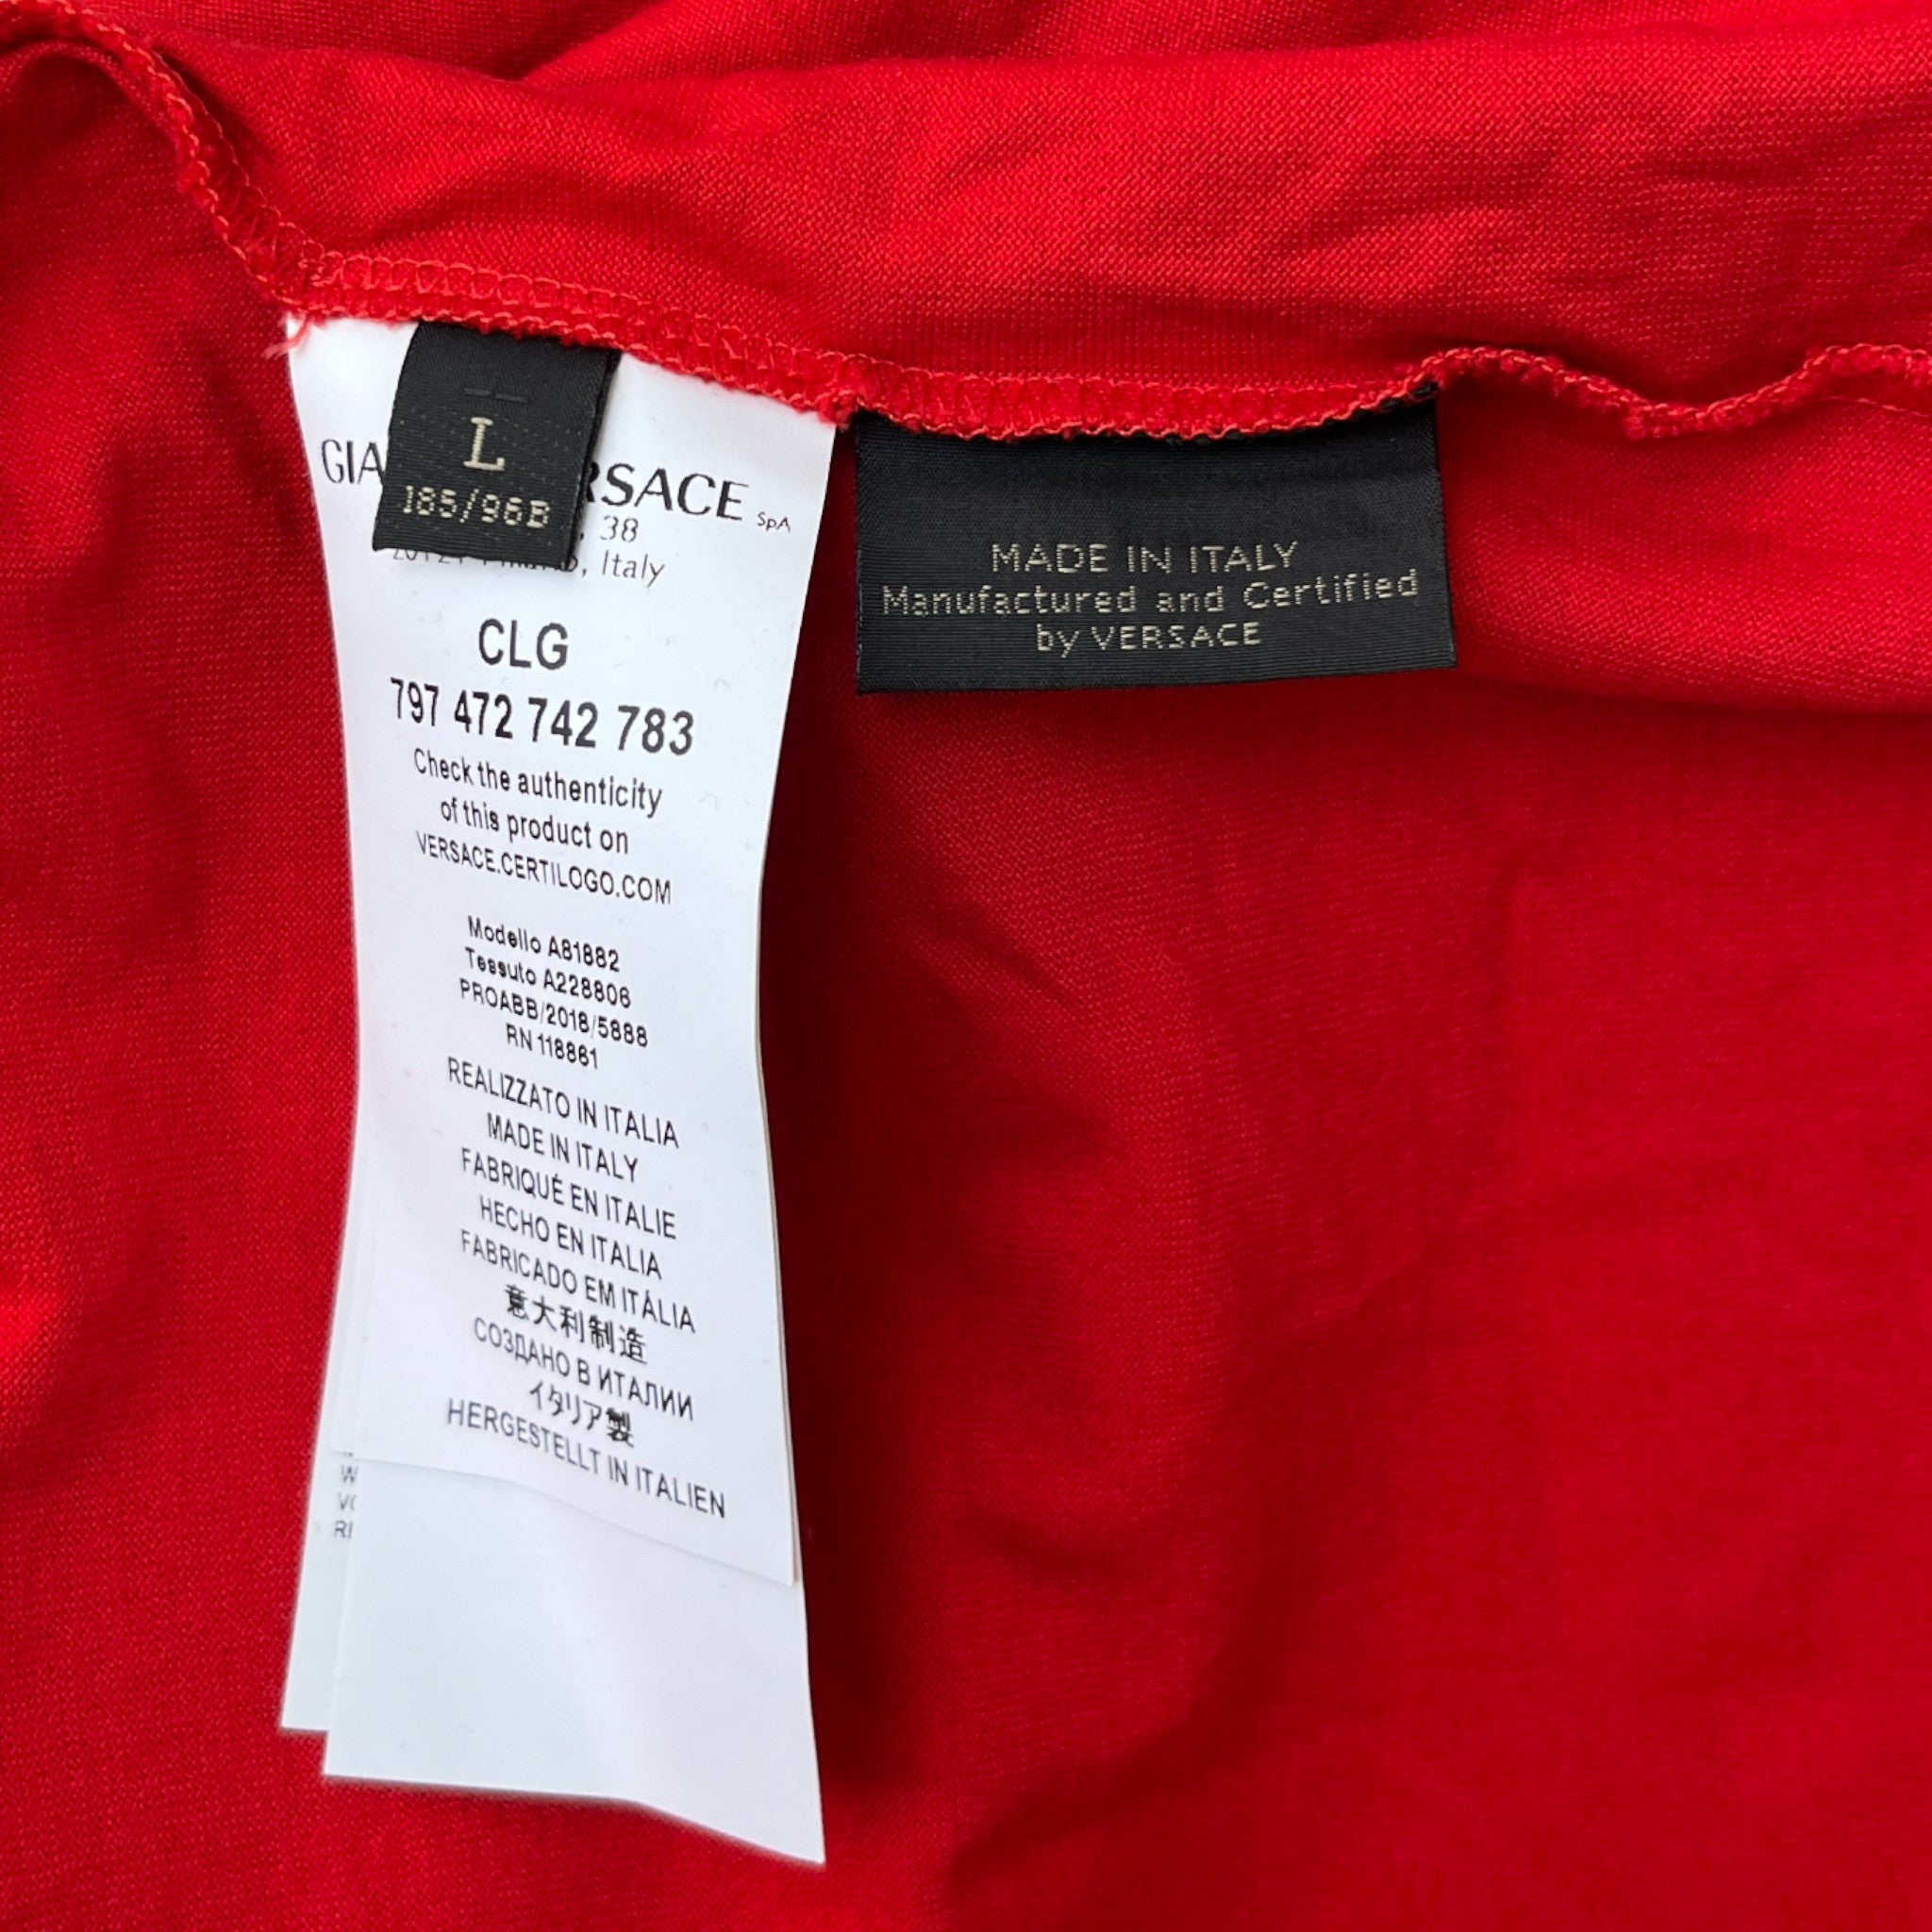 L
185/96B
RSACE SpA
, 38
, Italy
CLG
797 472 742 783
Check the authenticity
of this product on
VERSACE.CERTILOGO.COM
Modello A81882
Tessuto A228806
PROABB/2018/5888
RN 118861
REALIZZATO IN ITALIA
MADE IN ITALY
FABRIQUÉ EN ITALIE
HECHO EN ITALIA
FABRICADO EM ITÁLIA
意大利制造
СОЗДАНО В ИТАЛИИ
イタリア製
HERGESTELLT IN ITALIEN
MADE IN ITALY
Manufactured and Certified
by VERSACE